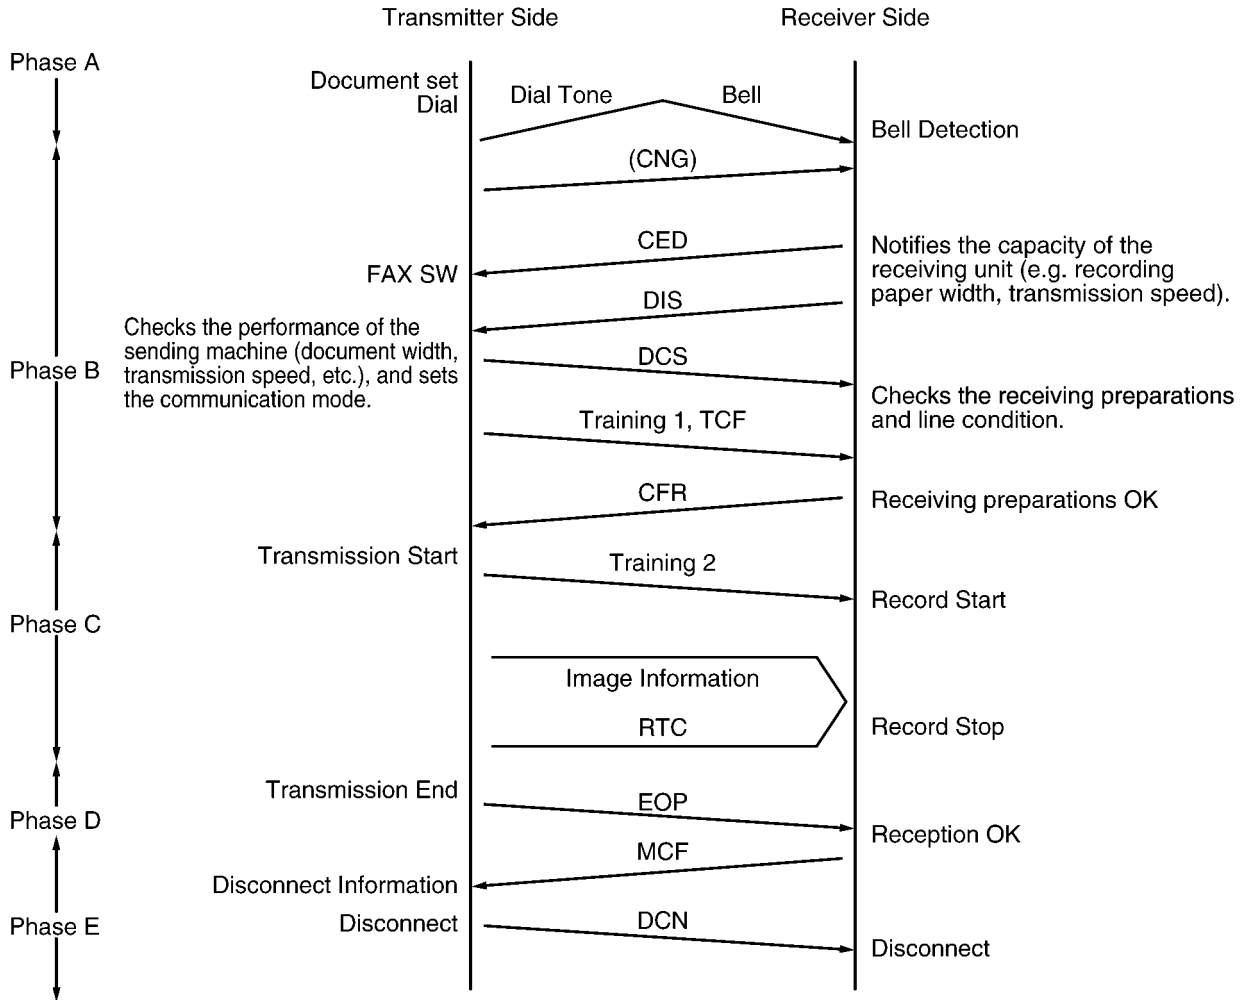 Transmitter Side
Receiver Side
Phase A
Document set
Dial
Dial Tone
Bell
Bell Detection
(CNG)
CED
Notifies the capacity of the
receiving unit (e.g. recording
paper width, transmission speed).
FAX SW
DIS
Checks the performance of the
sending machine (document width,
transmission speed, etc.), and sets
the communication mode.
Phase B
DCS
Checks the receiving preparations
and line condition.
Training 1, TCF
CFR
Receiving preparations OK
Transmission Start
Training 2
Record Start
Phase C
Image Information
RTC
Record Stop
Transmission End
EOP
Phase D
Reception OK
MCF
Disconnect Information
Phase E
Disconnect
DCN
Disconnect